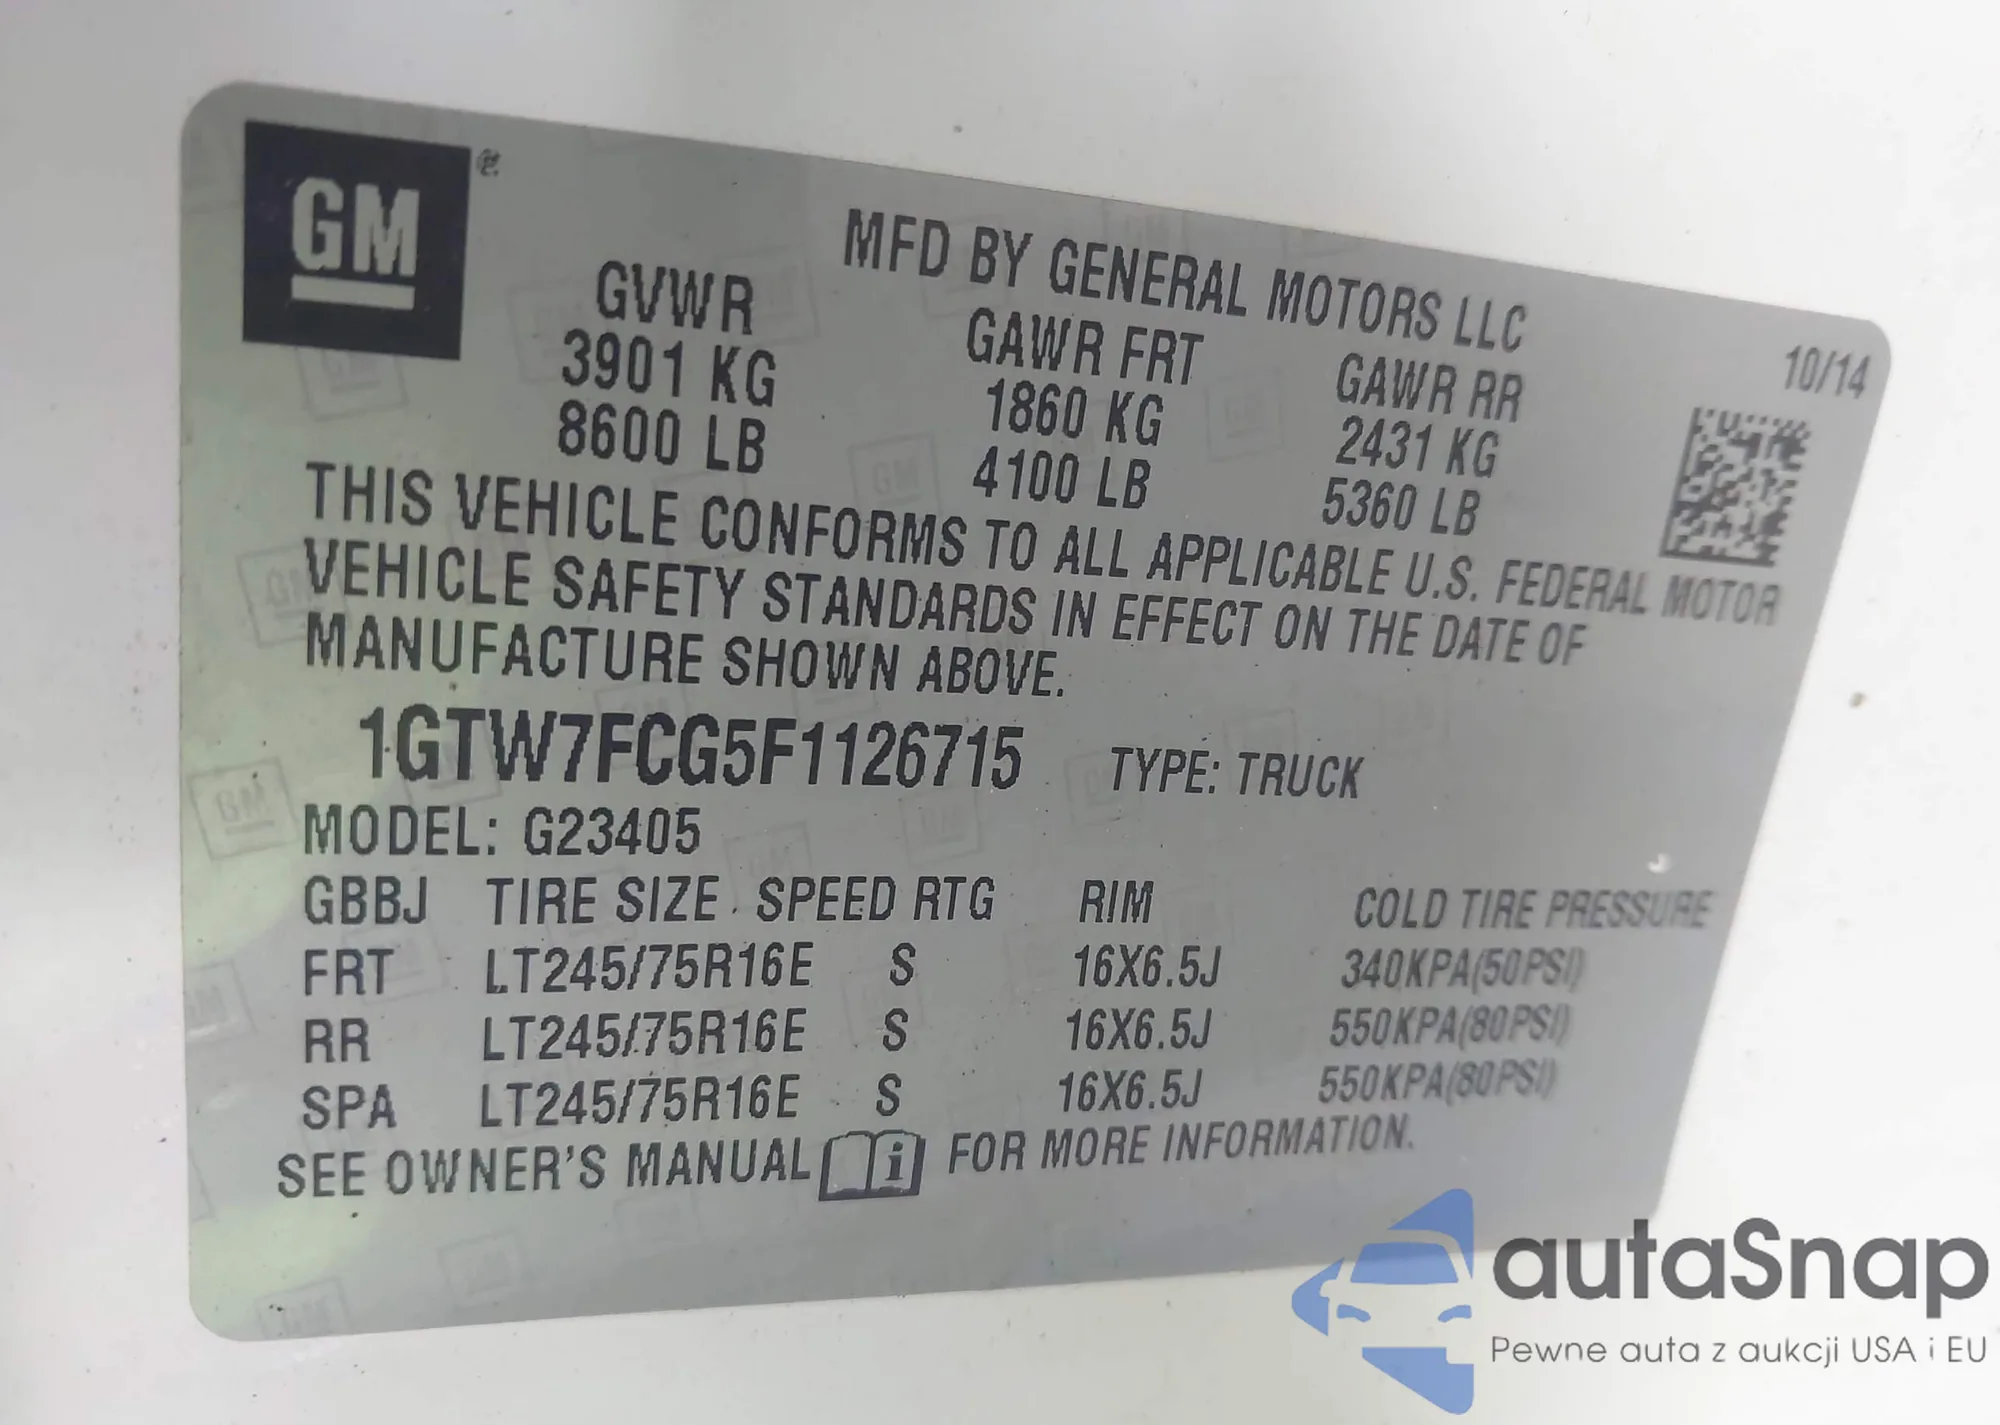 GM
MFD BY GENERAL MOTORS LLC
10/14
GVWR GAWR FRT GAWR RR
3901 KG 1860 KG 2431 KG
8600 LB 4100 LB 5360 LB
THIS VEHICLE CONFORMS TO ALL APPLICABLE U.S. FEDERAL MOTOR
VEHICLE SAFETY STANDARDS IN EFFECT ON THE DATE OF
MANUFACTURE SHOWN ABOVE.
1GTW7FCG5F1126715 TYPE: TRUCK
MODEL: G23405
GBBJ TIRE SIZE SPEED RTG RIM COLD TIRE PRESSURE
FRT LT245/75R16E S 16X6.5J 340KPA(50PSI)
RR LT245/75R16E S 16X6.5J 550KPA(80PSI)
SPA LT245/75R16E S 16X6.5J 550KPA(80PSI)
SEE OWNER'S MANUAL i FOR MORE INFORMATION.
autaSnap
Pewne auta z aukcji USA i EU